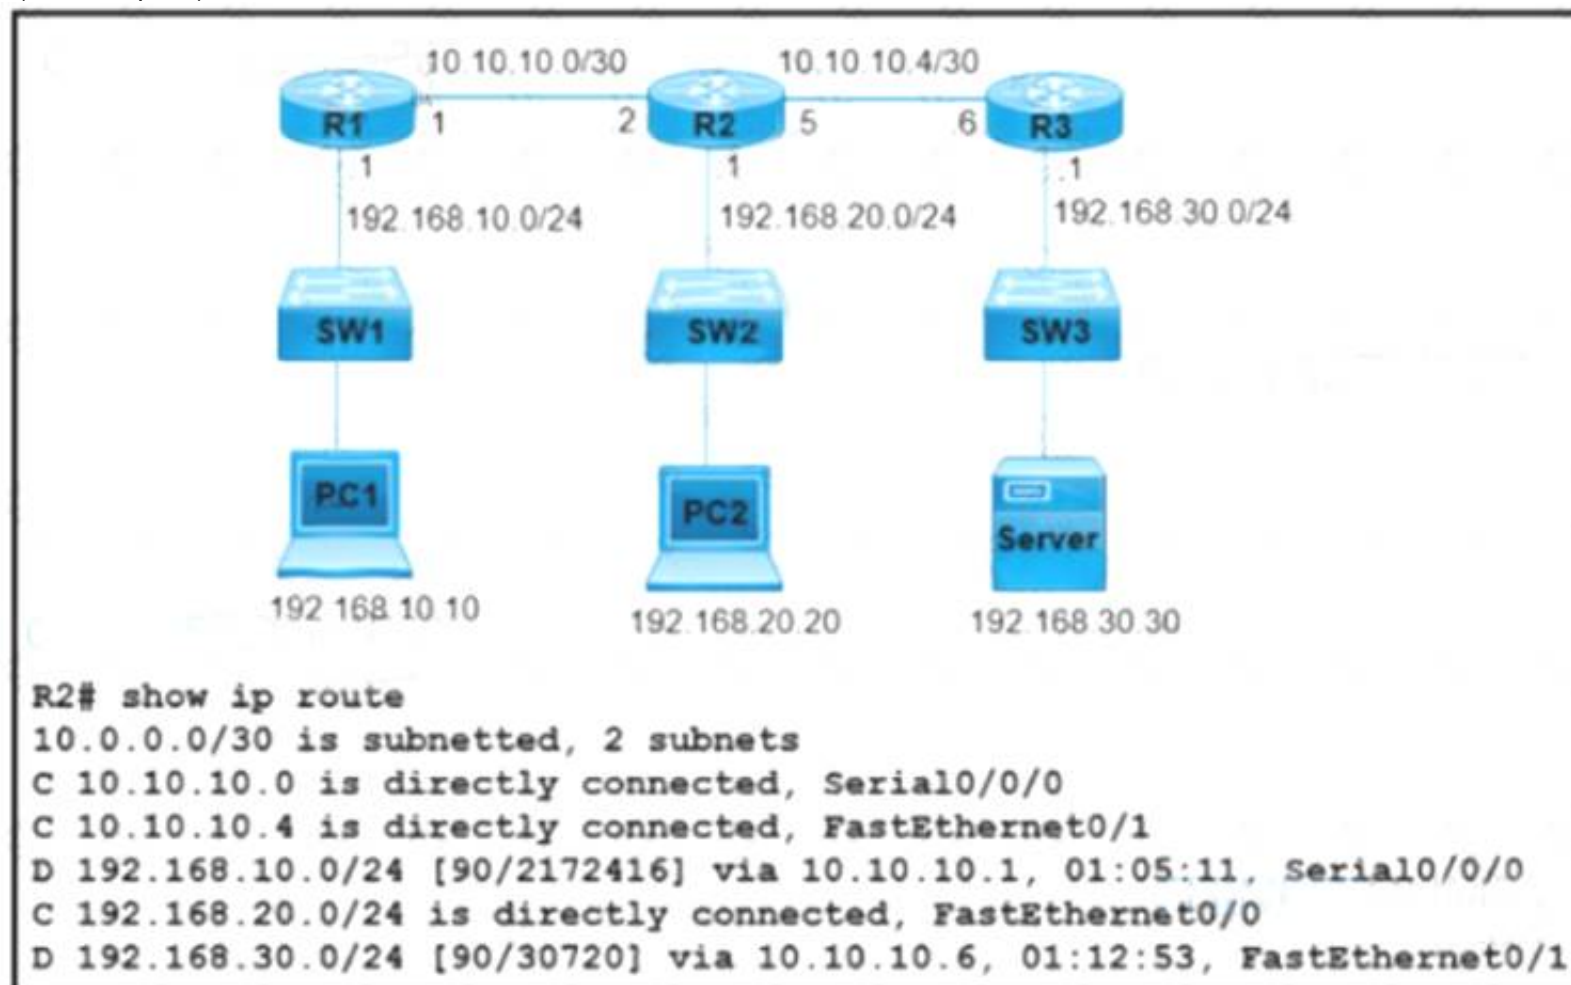 10.10.10.0/30 10.10.10.4/30
R1 .1 .2 R2 .5 .6 R3
.1 .1 .1
192.168.10.0/24 192.168.20.0/24 192.168.30.0/24
SW1 SW2 SW3
PC1 PC2 Server
192.168.10.10 192.168.20.20 192.168.30.30
R2# show ip route
10.0.0.0/30 is subnetted, 2 subnets
C 10.10.10.0 is directly connected, Serial0/0/0
C 10.10.10.4 is directly connected, FastEthernet0/1
D 192.168.10.0/24 [90/2172416] via 10.10.10.1, 01:05:11, Serial0/0/0
C 192.168.20.0/24 is directly connected, FastEthernet0/0
D 192.168.30.0/24 [90/30720] via 10.10.10.6, 01:12:53, FastEthernet0/1